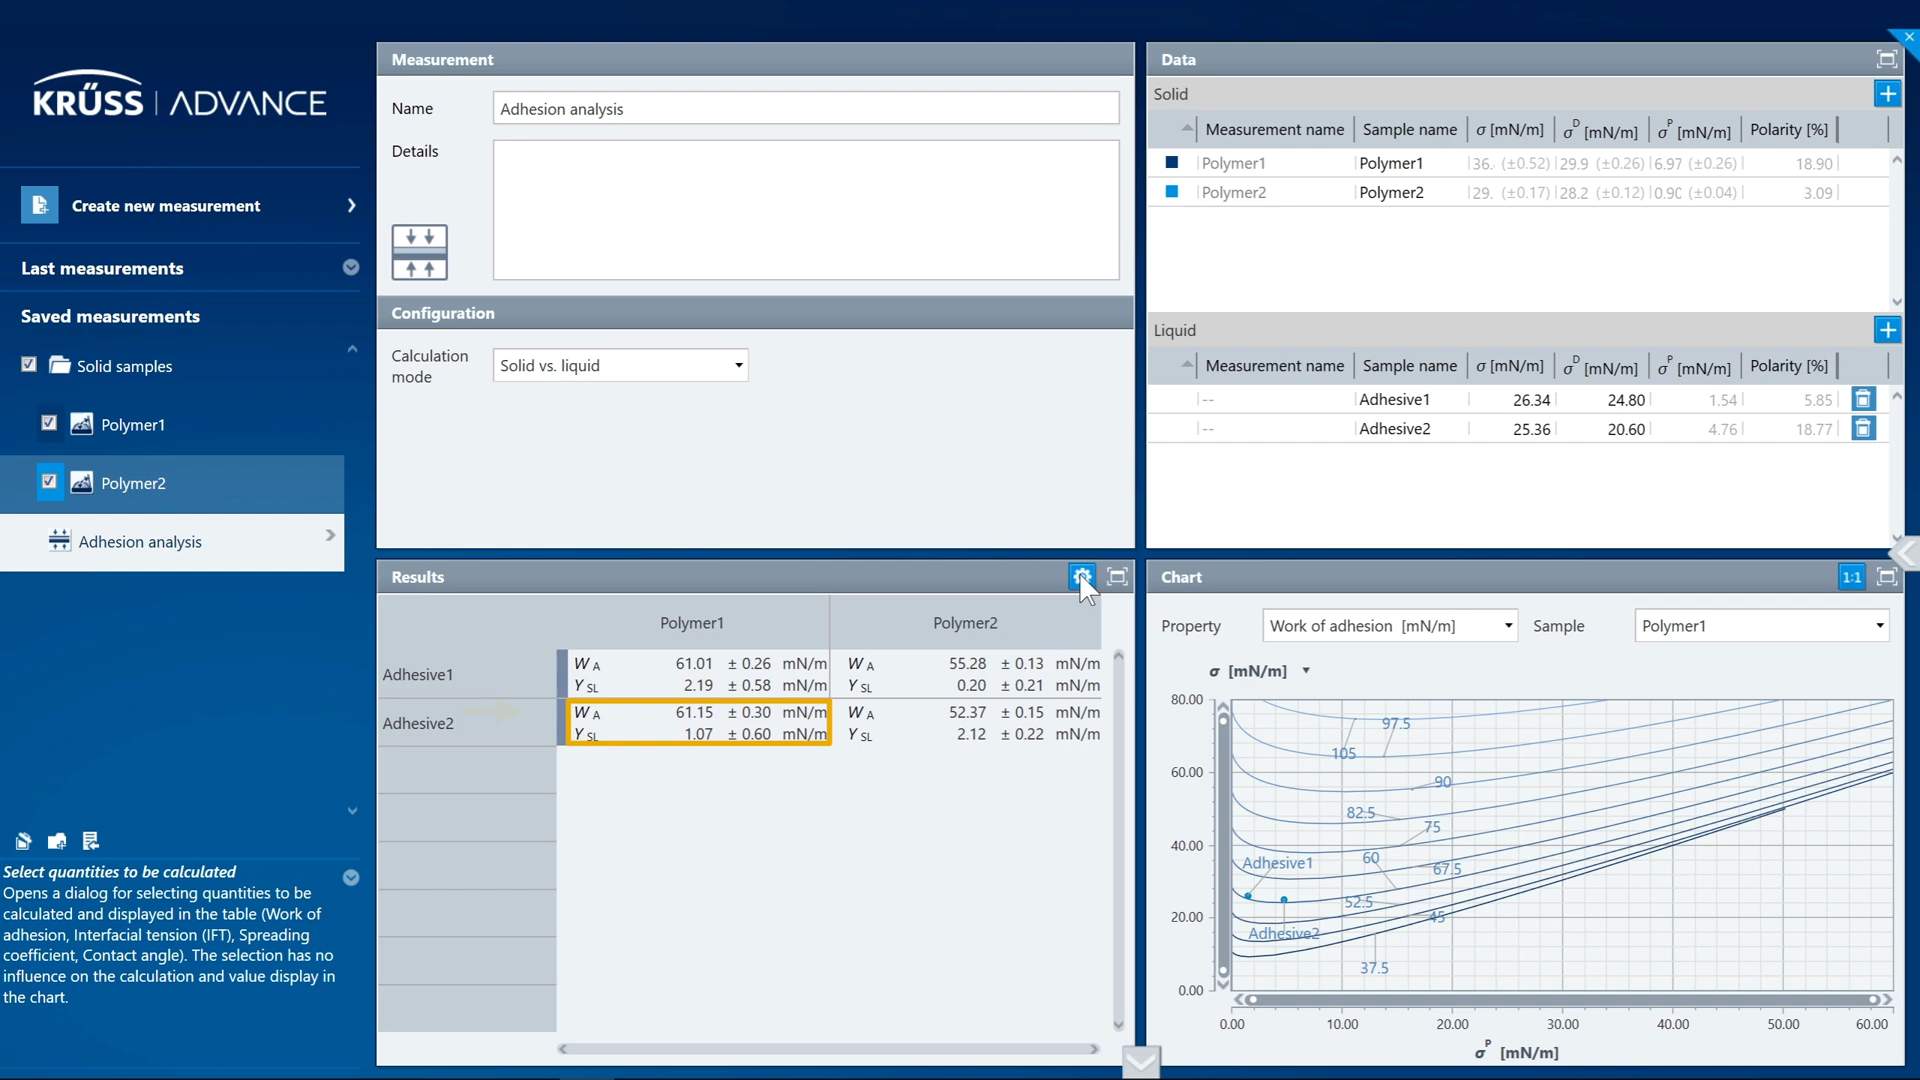 KRÜSS | ADVANCE
Create new measurement
Last measurements
Saved measurements
Solid samples
Polymer1
Polymer2
Adhesion analysis
Select quantities to be calculated
Opens a dialog for selecting quantities to be
calculated and displayed in the table (Work of
adhesion, Interfacial tension (IFT), Spreading
coefficient, Contact angle). The selection has no
influence on the calculation and value display in
the chart.
Measurement
Name Adhesion analysis
Details
Configuration
Calculation
mode
Solid vs. liquid
Data
Solid
Measurement name Sample name σ [mN/m] σᴰ [mN/m] σᴾ [mN/m] Polarity [%]
Polymer1 Polymer1 36. (±0.52) 29.9 (±0.26) 6.97 (±0.26) 18.90
Polymer2 Polymer2 29. (±0.17) 28.2 (±0.12) 0.90 (±0.04) 3.09
Liquid
Measurement name Sample name σ [mN/m] σᴰ [mN/m] σᴾ [mN/m] Polarity [%]
-- Adhesive1 26.34 24.80 1.54 5.85
-- Adhesive2 25.36 20.60 4.76 18.77
Results
Polymer1 Polymer2
Adhesive1
W A 61.01 ± 0.26 mN/m W A 55.28 ± 0.13 mN/m
Y SL 2.19 ± 0.58 mN/m Y SL 0.20 ± 0.21 mN/m
Adhesive2
W A 61.15 ± 0.30 mN/m W A 52.37 ± 0.15 mN/m
Y SL 1.07 ± 0.60 mN/m Y SL 2.12 ± 0.22 mN/m
Chart
1:1
Property Work of adhesion [mN/m] Sample Polymer1
σ [mN/m]
80.00
60.00
40.00
20.00
0.00
97.5
105
90
82.5
75
60
67.5
Adhesive1
52.5
45
Adhesive2
37.5
0.00 10.00 20.00 30.00 40.00 50.00 60.00
σᴾ [mN/m]